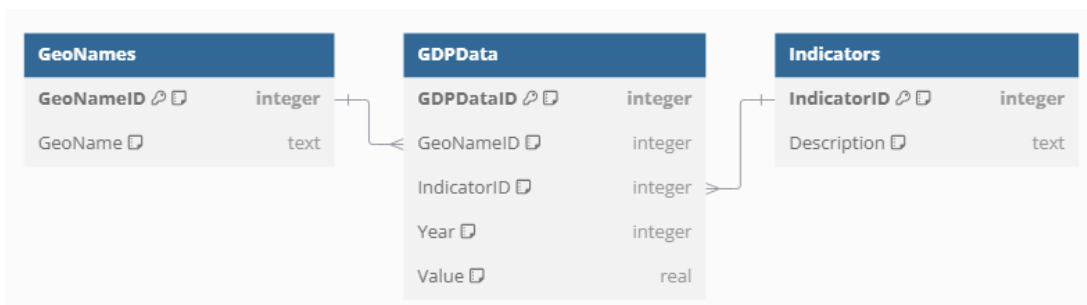 GeoNames
GeoNameID integer
GeoName text
GDPData
GDPDataID integer
GeoNameID integer
IndicatorID integer
Year integer
Value real
Indicators
IndicatorID integer
Description text